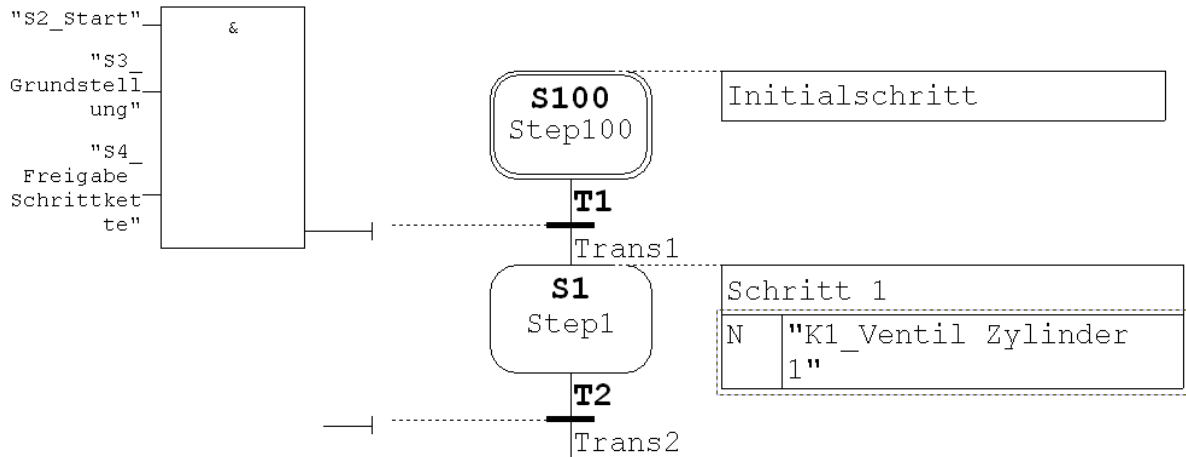 "S2_Start"
&
"S3_
Grundstell
ung"
"S4_
Freigabe
Schrittket
te"
S100
Step100
Initialschritt
T1
Trans1
S1
Step1
Schritt 1
N "K1_Ventil Zylinder
1"
T2
Trans2